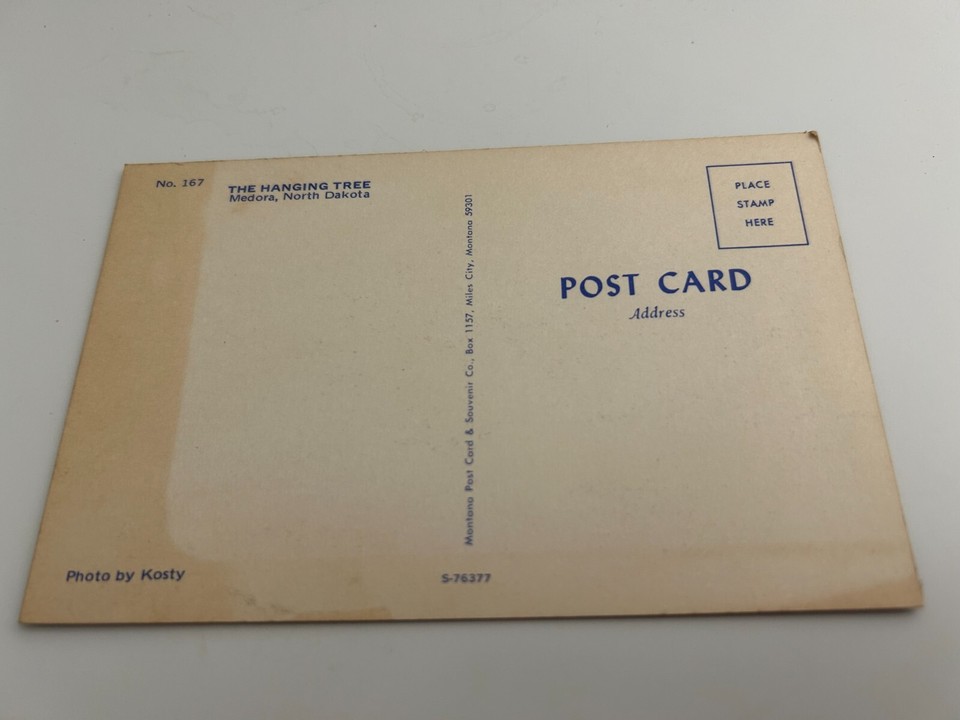 No. 167
THE HANGING TREE
Medora, North Dakota
Montana Post Card & Souvenir Co., Box 1157, Miles City, Montana 59301
PLACE
STAMP
HERE
POST CARD
Address
Photo by Kosty
S-76377